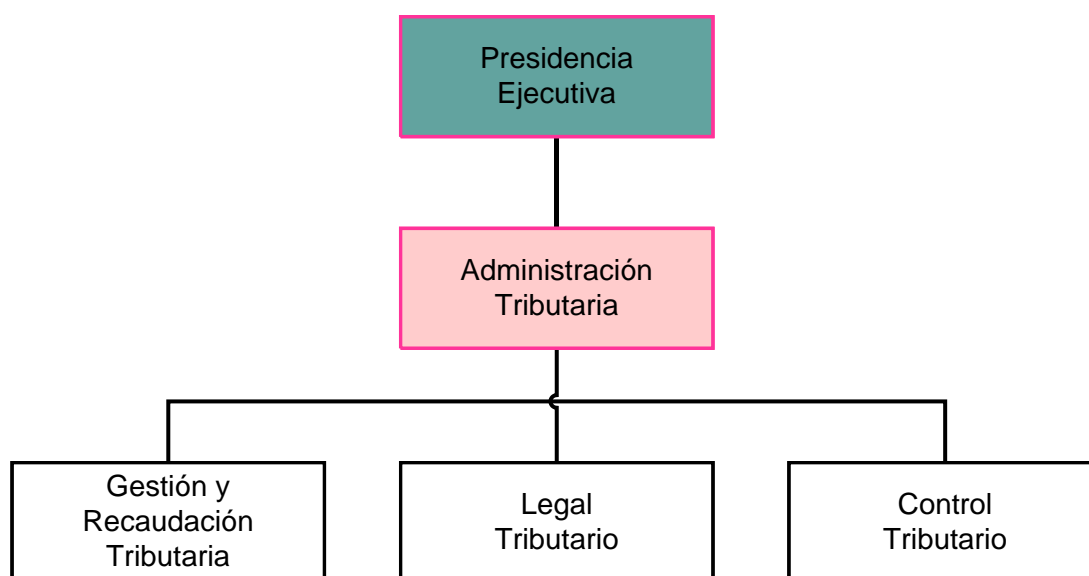 Presidencia
Ejecutiva
Administración
Tributaria
Gestión y
Recaudación
Tributaria
Legal
Tributario
Control
Tributario